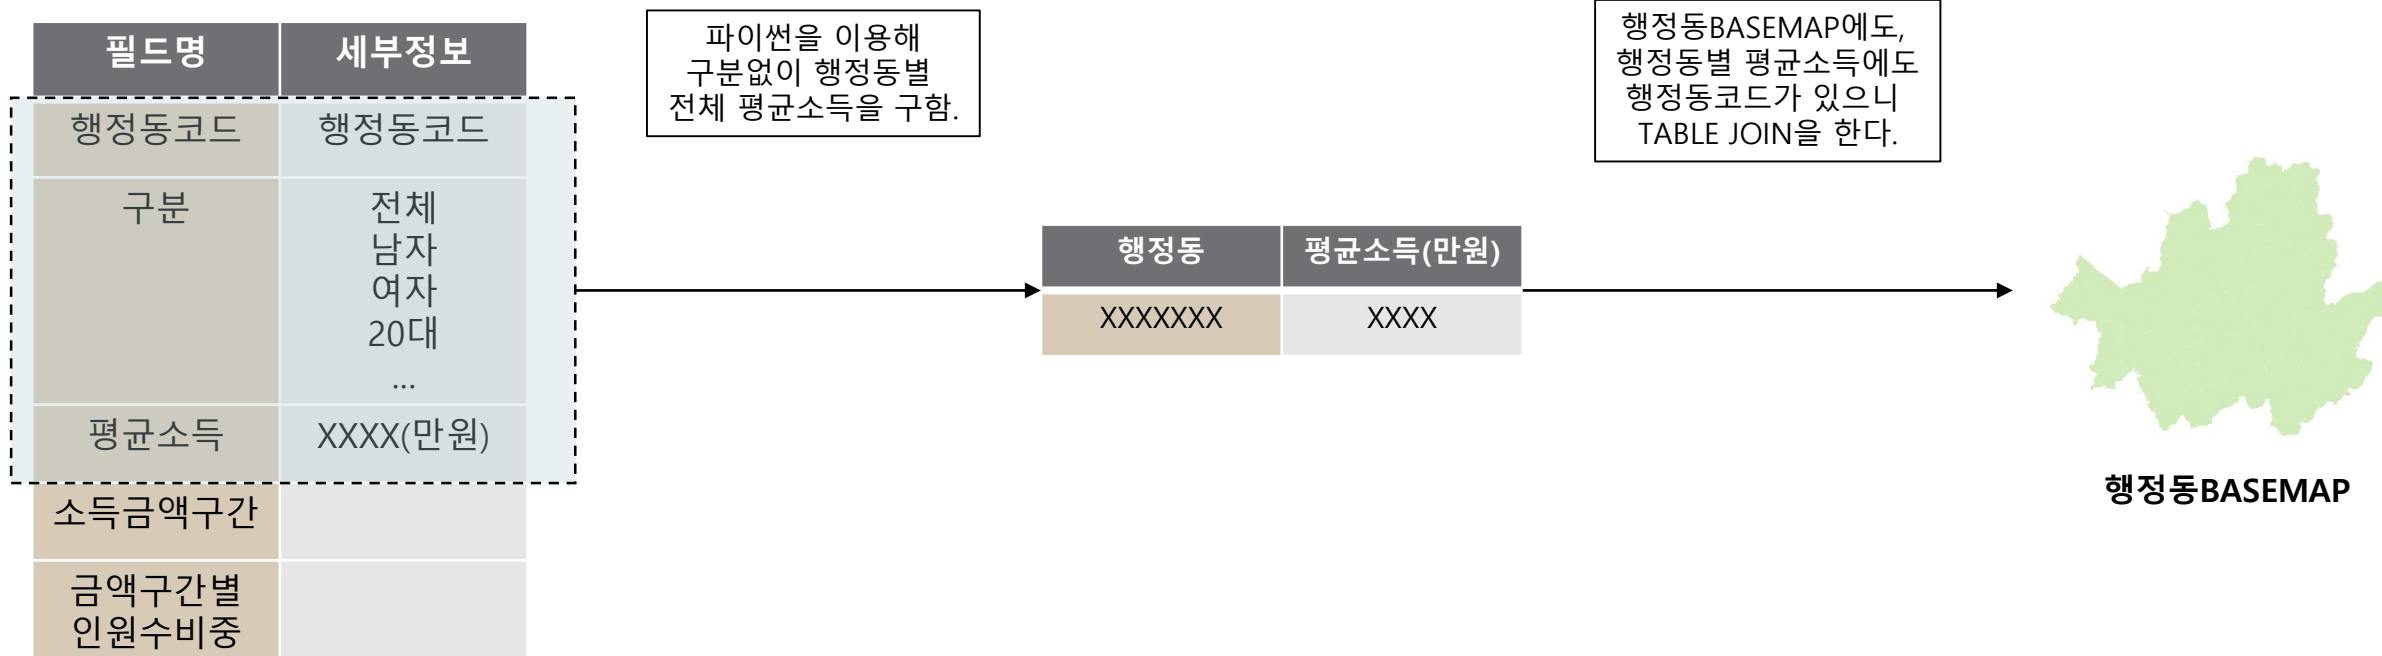 필드명 세부정보
행정동코드 행정동코드
구분 전체
남자
여자
20대
...
평균소득 XXXX(만원)
소득금액구간
금액구간별
인원수비중
파이썬을 이용해
구분없이 행정동별
전체 평균소득을 구함.
행정동 평균소득(만원)
XXXXXXX XXXX
행정동BASEMAP에도,
행정동별 평균소득에도
행정동코드가 있으니
TABLE JOIN을 한다.
행정동BASEMAP